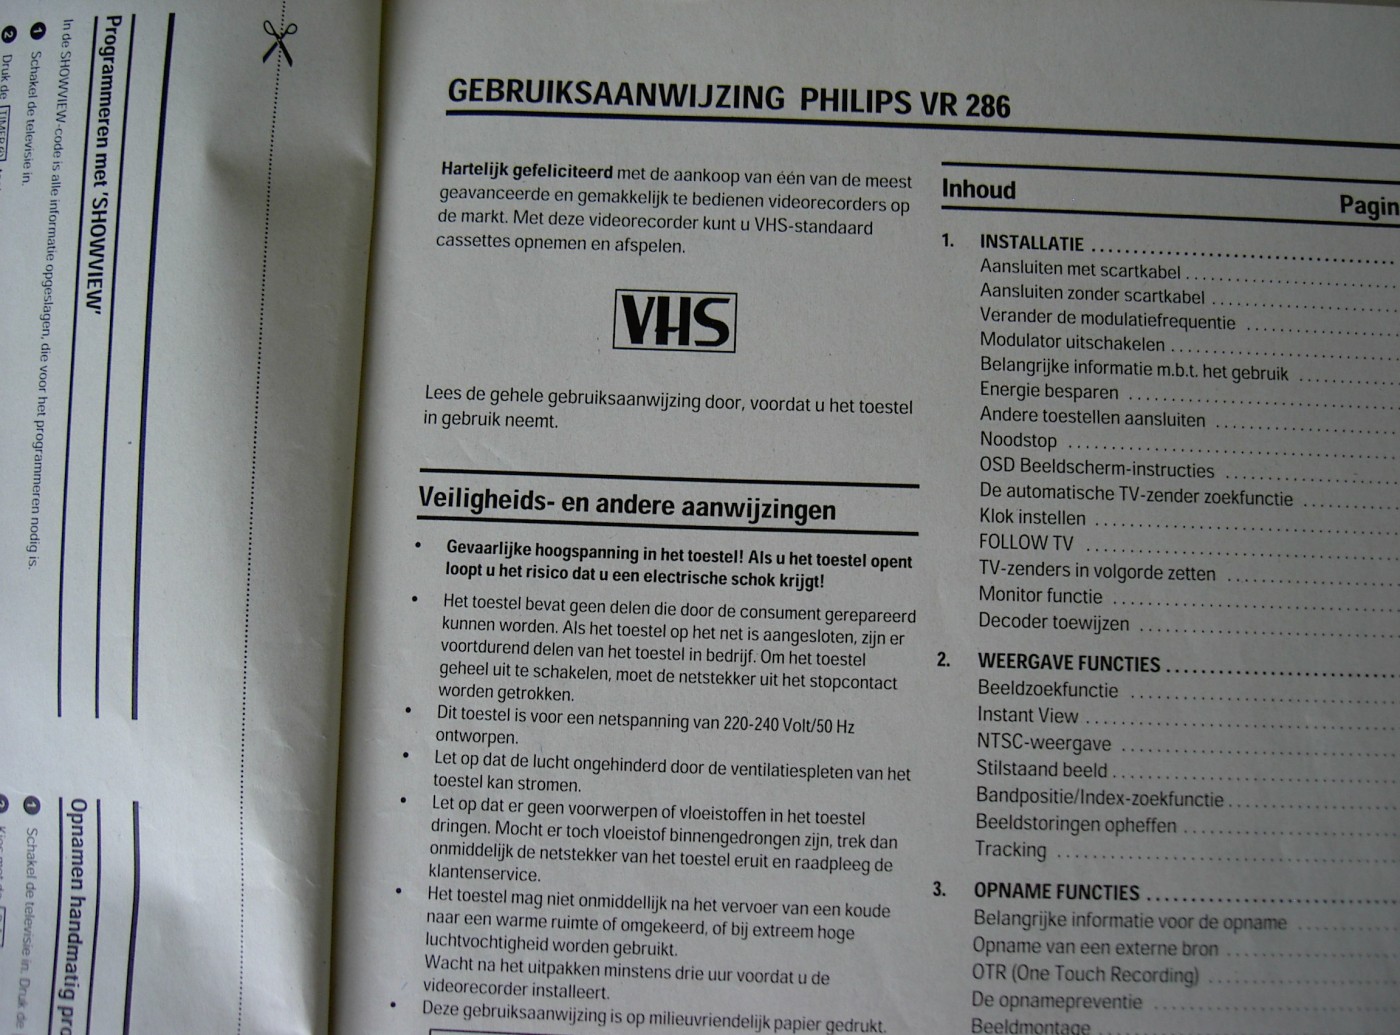 Programmeren met 'SHOWVIEW'
In de SHOWVIEW-code is alle informatie opgeslagen, die voor het programmeren nodig is.
1 Schakel de televisie in.
2 Druk de
Opnamen handmatig
1 Schakel de televisie in. Druk de
GEBRUIKSAANWIJZING PHILIPS VR 286
Hartelijk gefeliciteerd met de aankoop van één van de meest
geavanceerde en gemakkelijk te bedienen videorecorders op
de markt. Met deze videorecorder kunt u VHS-standaard
cassettes opnemen en afspelen.
VHS
Lees de gehele gebruiksaanwijzing door, voordat u het toestel
in gebruik neemt.
Veiligheids- en andere aanwijzingen
• Gevaarlijke hoogspanning in het toestel! Als u het toestel opent
loopt u het risico dat u een electrische schok krijgt!
• Het toestel bevat geen delen die door de consument gerepareerd
kunnen worden. Als het toestel op het net is aangesloten, zijn er
voortdurend delen van het toestel in bedrijf. Om het toestel
geheel uit te schakelen, moet de netstekker uit het stopcontact
worden getrokken.
• Dit toestel is voor een netspanning van 220-240 Volt/50 Hz
ontworpen.
• Let op dat de lucht ongehinderd door de ventilatiespleten van het
toestel kan stromen.
• Let op dat er geen voorwerpen of vloeistoffen in het toestel
dringen. Mocht er toch vloeistof binnengedrongen zijn, trek dan
onmiddelijk de netstekker van het toestel eruit en raadpleeg de
klantenservice.
• Het toestel mag niet onmiddellijk na het vervoer van een koude
naar een warme ruimte of omgekeerd, of bij extreem hoge
luchtvochtigheid worden gebruikt.
Wacht na het uitpakken minstens drie uur voordat u de
videorecorder installeert.
• Deze gebruiksaanwijzing is op milieuvriendelijk papier gedrukt.
Inhoud Pagin
1. INSTALLATIE
Aansluiten met scartkabel
Aansluiten zonder scartkabel
Verander de modulatiefrequentie
Modulator uitschakelen
Belangrijke informatie m.b.t. het gebruik
Energie besparen
Andere toestellen aansluiten
Noodstop
OSD Beeldscherm-instructies
De automatische TV-zender zoekfunctie
Klok instellen
FOLLOW TV
TV-zenders in volgorde zetten
Monitor functie
Decoder toewijzen
2. WEERGAVE FUNCTIES
Beeldzoekfunctie
Instant View
NTSC-weergave
Stilstaand beeld
Bandpositie/Index-zoekfunctie
Beeldstoringen opheffen
Tracking
3. OPNAME FUNCTIES
Belangrijke informatie voor de opname
Opname van een externe bron
OTR (One Touch Recording)
De opnamepreventie
Beeldmontage